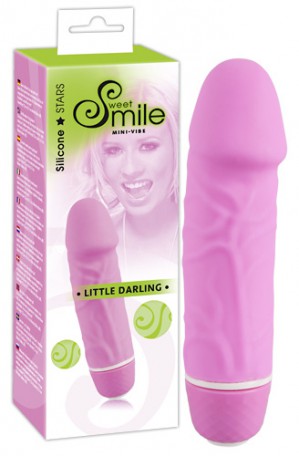 Silicone ★ STARS
Sweet
Smile
MINI-VIBE
• LITTLE DARLING •